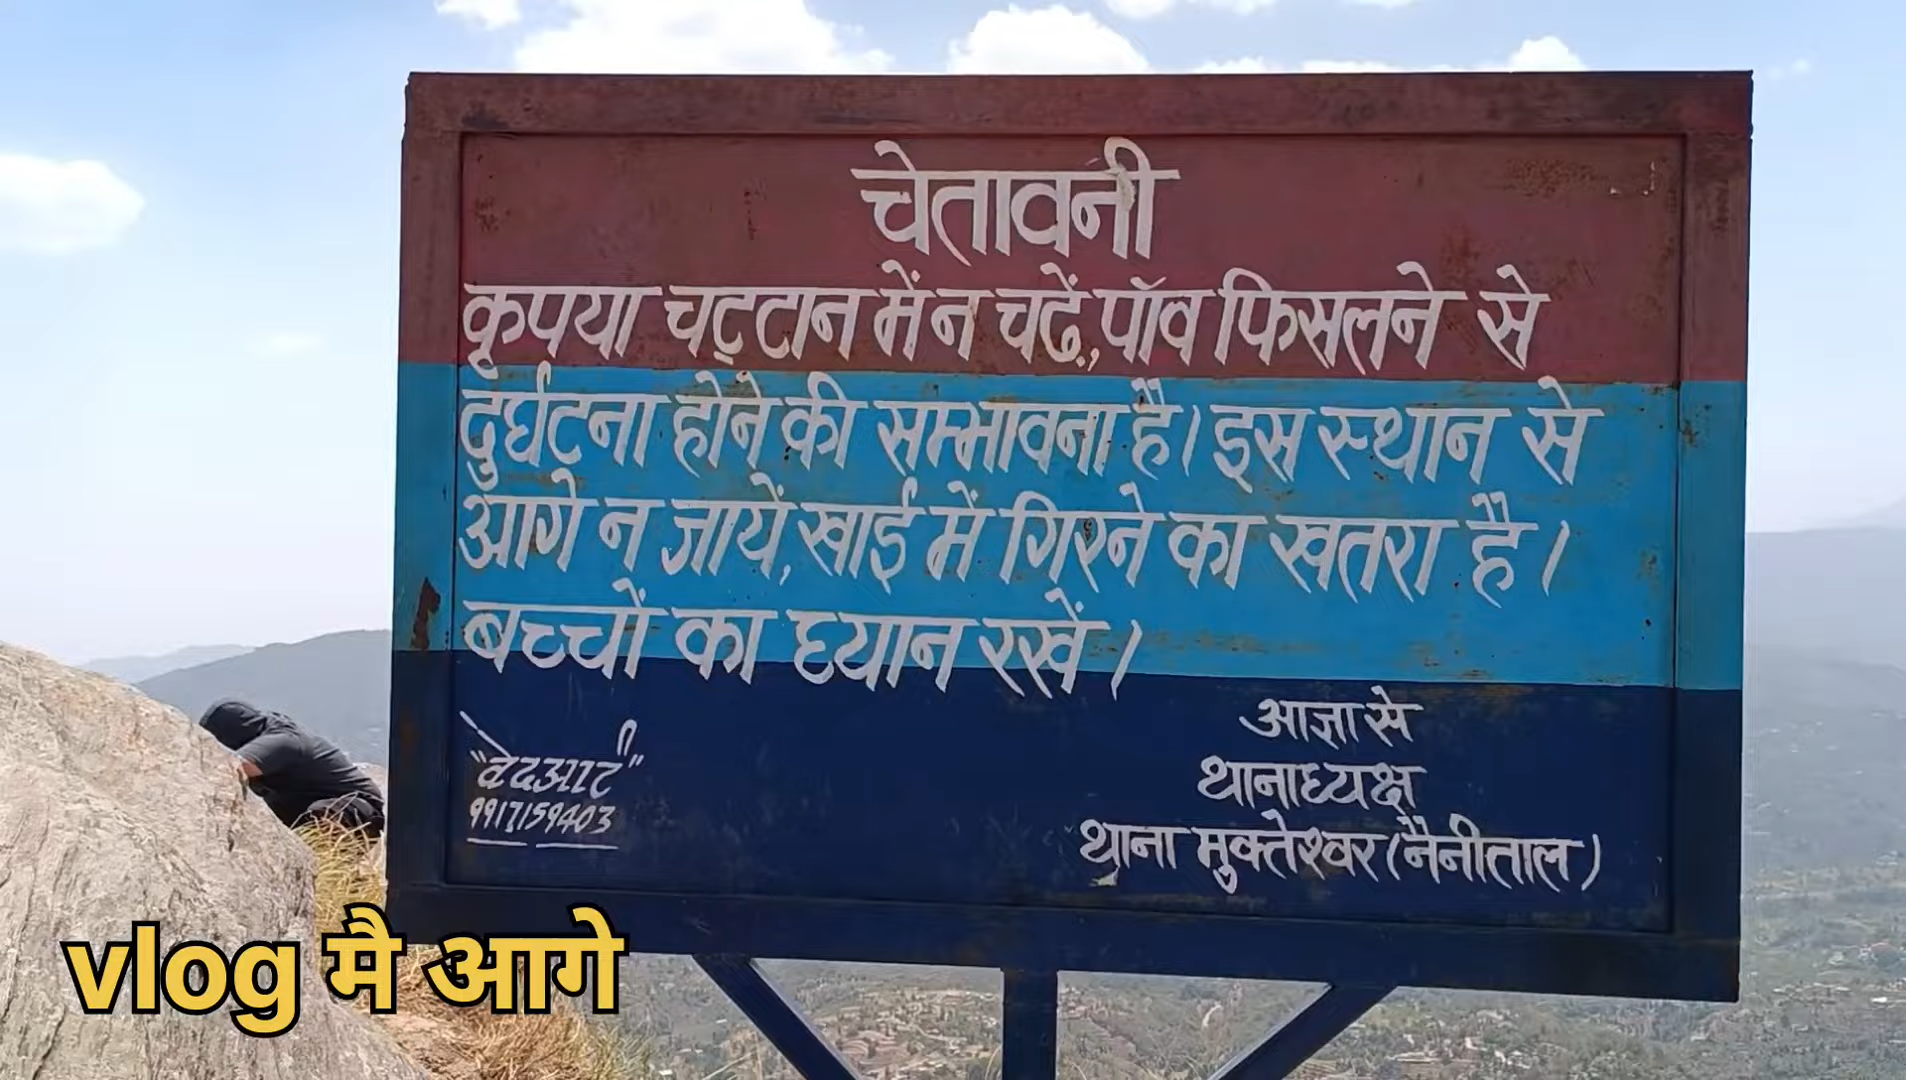 चेतावनी
कृपया चट्टान में न चढें, पॉव फिसलने से
दुर्घटना होने की सम्भावना है। इस स्थान से
आगे न जायें, खाई में गिरने का खतरा है।
बच्चों का ध्यान रखें।
आज्ञा से
थानाध्यक्ष
थाना मुक्तेश्वर (नैनीताल)
"वेदआर्ट"
9917159403
vlog मै आगे